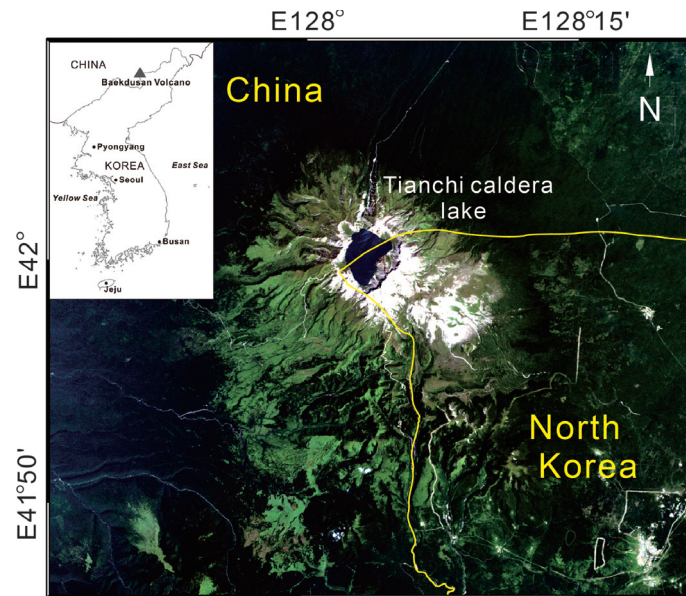 E128° E128°15'
CHINA
Baekdusan Volcano
Pyongyang
KOREA
East Sea
Seoul
Yellow Sea
Busan
Jeju
China
N
Tianchi caldera
lake
E42°
North
Korea
E41°50'